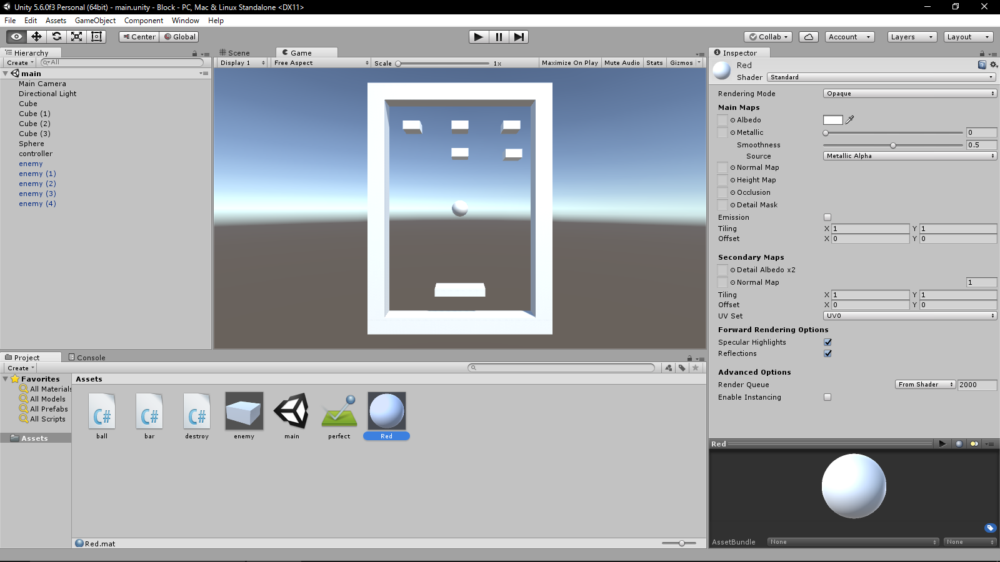 Unity 5.6.0f3 Personal (64bit) - main.unity - Block - PC, Mac & Linux Standalone <DX11>
File Edit Assets GameObject Component Window Help
Center Global Collab Account Layers Layout
Hierarchy
Create All
main
Main Camera
Directional Light
Cube
Cube (1)
Cube (2)
Cube (3)
Sphere
controller
enemy
enemy (1)
enemy (2)
enemy (3)
enemy (4)
Scene Game
Display 1 Free Aspect Scale 1x Maximize On Play Mute Audio Stats Gizmos
Inspector
Red
Shader Standard
Rendering Mode Opaque
Main Maps
Albedo
Metallic 0
Smoothness 0.5
Source Metallic Alpha
Normal Map
Height Map
Occlusion
Detail Mask
Emission
Tiling X 1 Y 1
Offset X 0 Y 0
Secondary Maps
Detail Albedo x2
Normal Map 1
Tiling X 1 Y 1
Offset X 0 Y 0
UV Set UV0
Forward Rendering Options
Specular Highlights
Reflections
Advanced Options
Render Queue From Shader 2000
Enable Instancing
Project Console
Create
Favorites
All Materials
All Models
All Prefabs
All Scripts
Assets
Assets
C# C# C#
ball bar destroy enemy main perfect Red
Red.mat
Red
AssetBundle None None